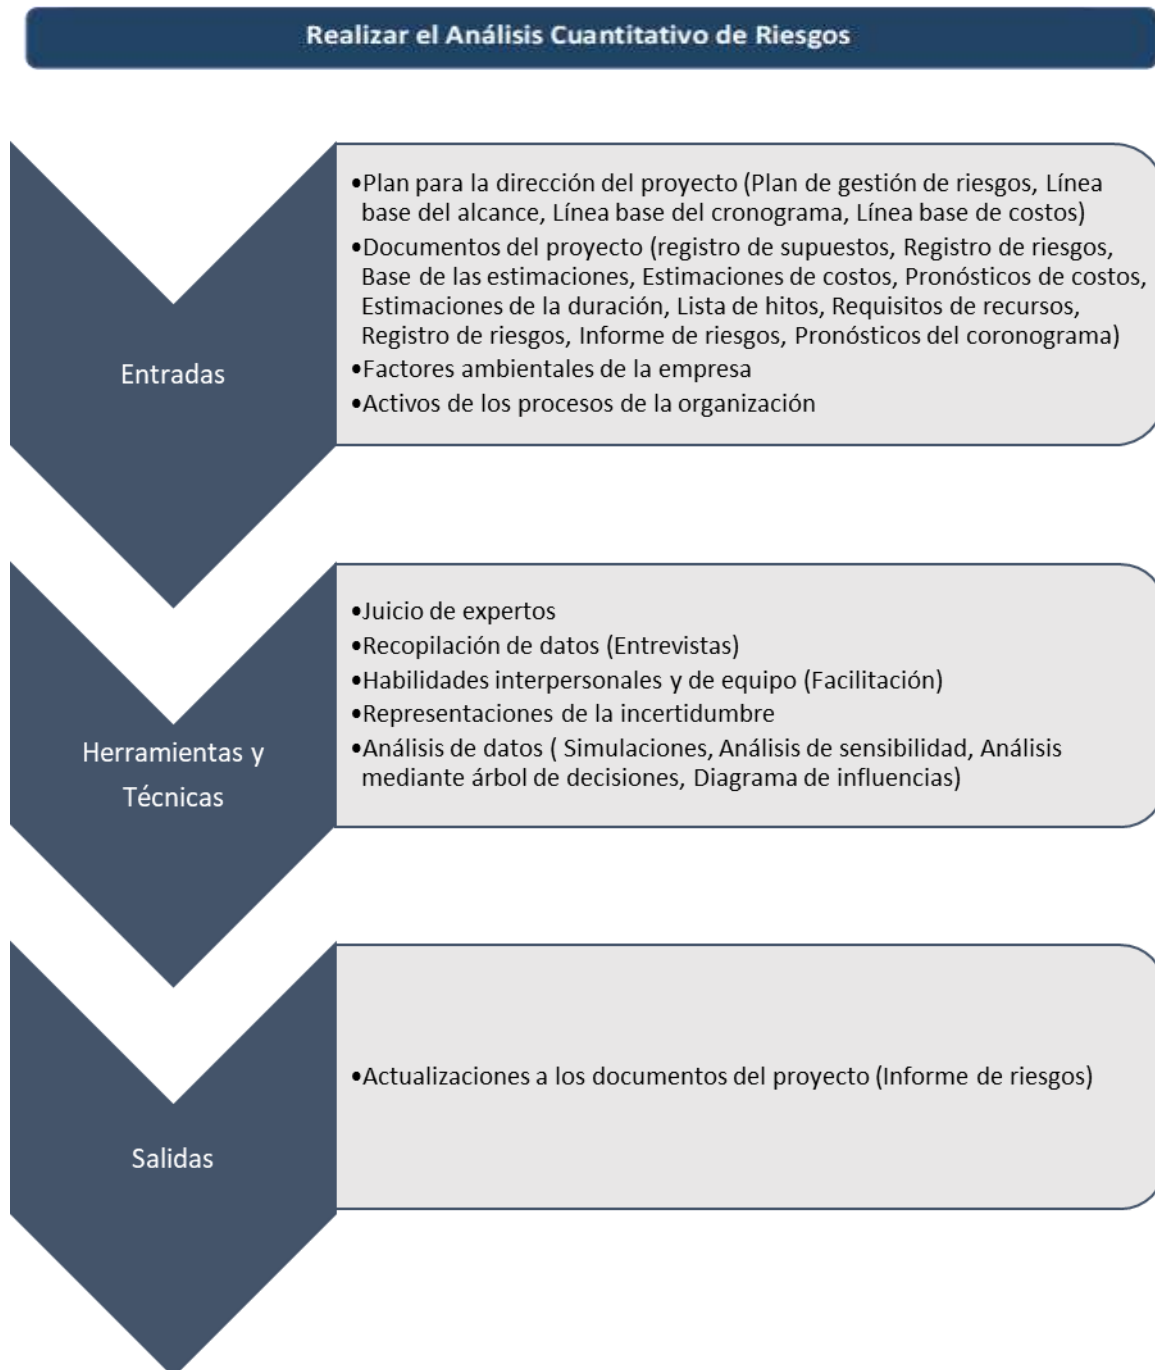 Realizar el Análisis Cuantitativo de Riesgos
Entradas
•Plan para la dirección del proyecto (Plan de gestión de riesgos, Línea
base del alcance, Línea base del cronograma, Línea base de costos)
•Documentos del proyecto (registro de supuestos, Registro de riesgos,
Base de las estimaciones, Estimaciones de costos, Pronósticos de costos,
Estimaciones de la duración, Lista de hitos, Requisitos de recursos,
Registro de riesgos, Informe de riesgos, Pronósticos del coronograma)
•Factores ambientales de la empresa
•Activos de los procesos de la organización
Herramientas y
Técnicas
•Juicio de expertos
•Recopilación de datos (Entrevistas)
•Habilidades interpersonales y de equipo (Facilitación)
•Representaciones de la incertidumbre
•Análisis de datos ( Simulaciones, Análisis de sensibilidad, Análisis
mediante árbol de decisiones, Diagrama de influencias)
Salidas
•Actualizaciones a los documentos del proyecto (Informe de riesgos)